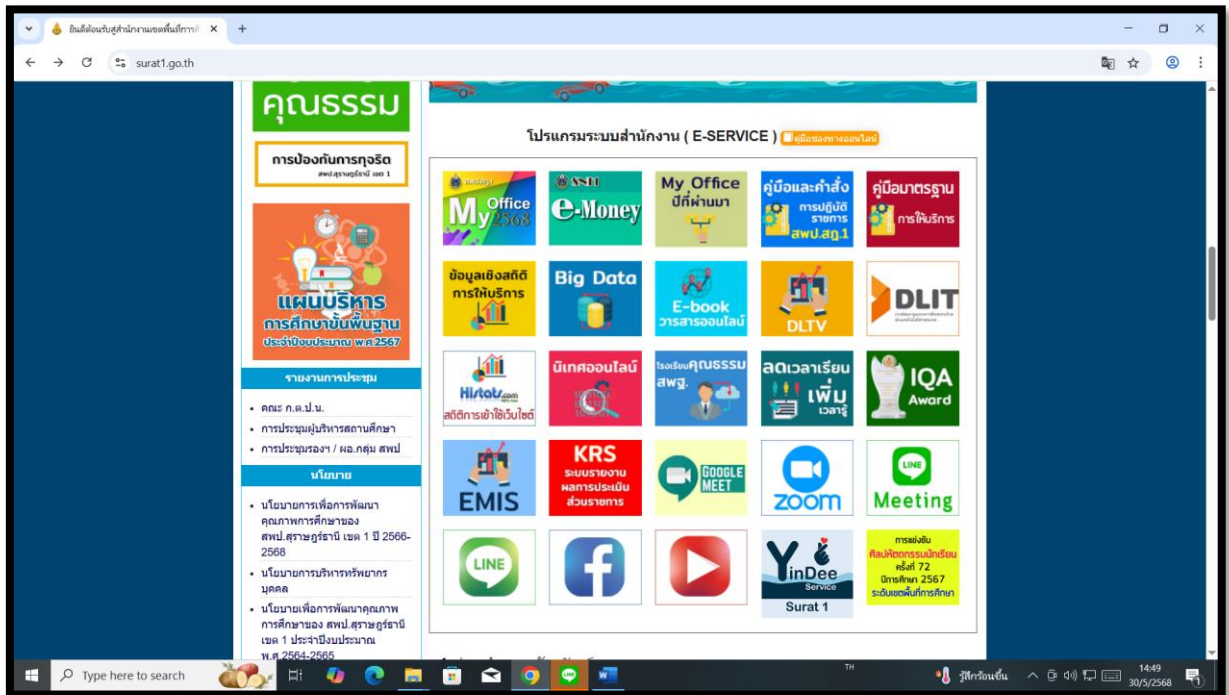 ยินดีต้อนรับสู่สำนักงานเขตพื้นที่การศ
surat1.go.th
คุณธรรม
การป้องกันการทุจริต
สพป.สุราษฎร์ธานี เขต 1
แผนบริหาร
การศึกษาขั้นพื้นฐาน
ประจำปีงบประมาณ พ.ศ.2567
รายงานการประชุม
คณะ ก.ต.ป.น.
การประชุมผู้บริหารสถานศึกษา
การประชุมรองฯ / ผอ.กลุ่ม สพป
นโยบาย
นโยบายการเพื่อการพัฒนา
คุณภาพการศึกษาของ
สพป.สุราษฎร์ธานี เขต 1 ปี 2566-
2568
นโยบายการบริหารทรัพยากร
บุคคล
นโยบายเพื่อการพัฒนาคุณภาพ
การศึกษาของ สพป.สุราษฎร์ธานี
เขต 1 ประจำปีงบประมาณ
พ.ศ.2564-2565
โปรแกรมระบบสำนักงาน ( E-SERVICE )
คู่มือช่องทางออนไลน์
My Office
2568
e-Money
My Office
ปีที่ผ่านมา
คู่มือและคำสั่ง
การปฏิบัติ
ราชการ
สพป.สฎ.1
คู่มือมาตรฐาน
การให้บริการ
ข้อมูลเชิงสถิติ
การให้บริการ
Big Data
E-book
วารสารออนไลน์
DLTV
DLIT
Histats.com
สถิติการเข้าใช้เว็บไซต์
นิเทศออนไลน์
โรงเรียนคุณธรรม
สพฐ.
ลดเวลาเรียน
เพิ่ม
เวลารู้
IQA
Award
EMIS
KRS
ระบบรายงาน
ผลการประเมิน
ส่วนราชการ
GOOGLE
MEET
zoom
LINE
Meeting
LINE
YinDee
Service
Surat 1
การแข่งขัน
ศิลปหัตถกรรมนักเรียน
ครั้งที่ 72
ปีการศึกษา 2567
ระดับเขตพื้นที่การศึกษา
Type here to search
TH
รู้สึกร้อนขึ้น
14:49
30/5/2568